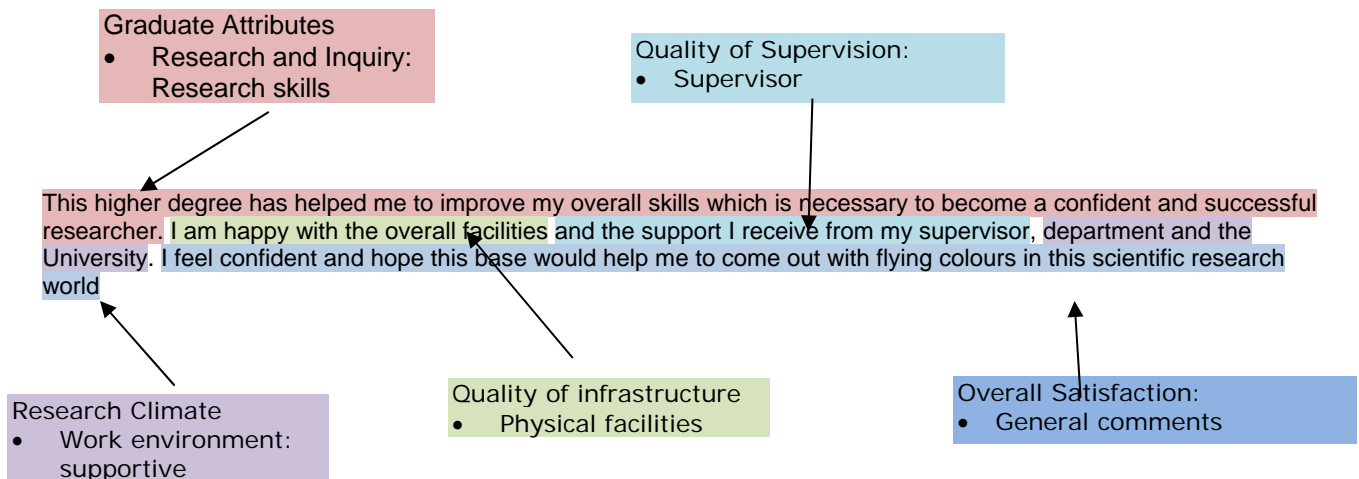 Graduate Attributes
• Research and Inquiry:
Research skills
Quality of Supervision:
• Supervisor
This higher degree has helped me to improve my overall skills which is necessary to become a confident and successful
researcher. I am happy with the overall facilities and the support I receive from my supervisor, department and the
University. I feel confident and hope this base would help me to come out with flying colours in this scientific research
world
Research Climate
• Work environment:
supportive
Quality of infrastructure
• Physical facilities
Overall Satisfaction:
• General comments